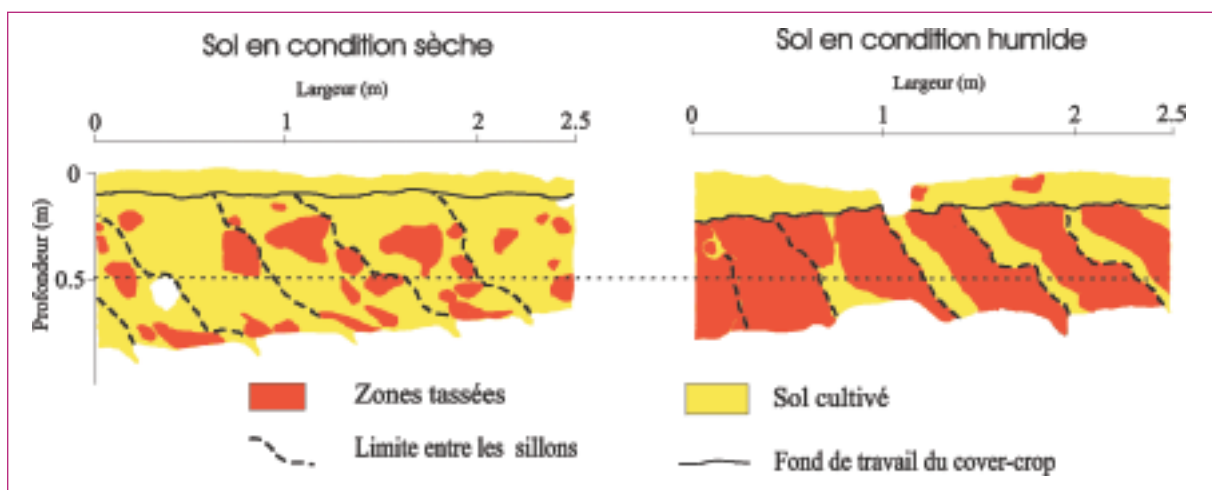 Sol en condition sèche
Sol en condition humide
Largeur (m)
Largeur (m)
0 1 2 2.5
0 1 2 2.5
Profondeur (m)
0
0.5
Zones tassées
Sol cultivé
Limite entre les sillons
Fond de travail du cover-crop